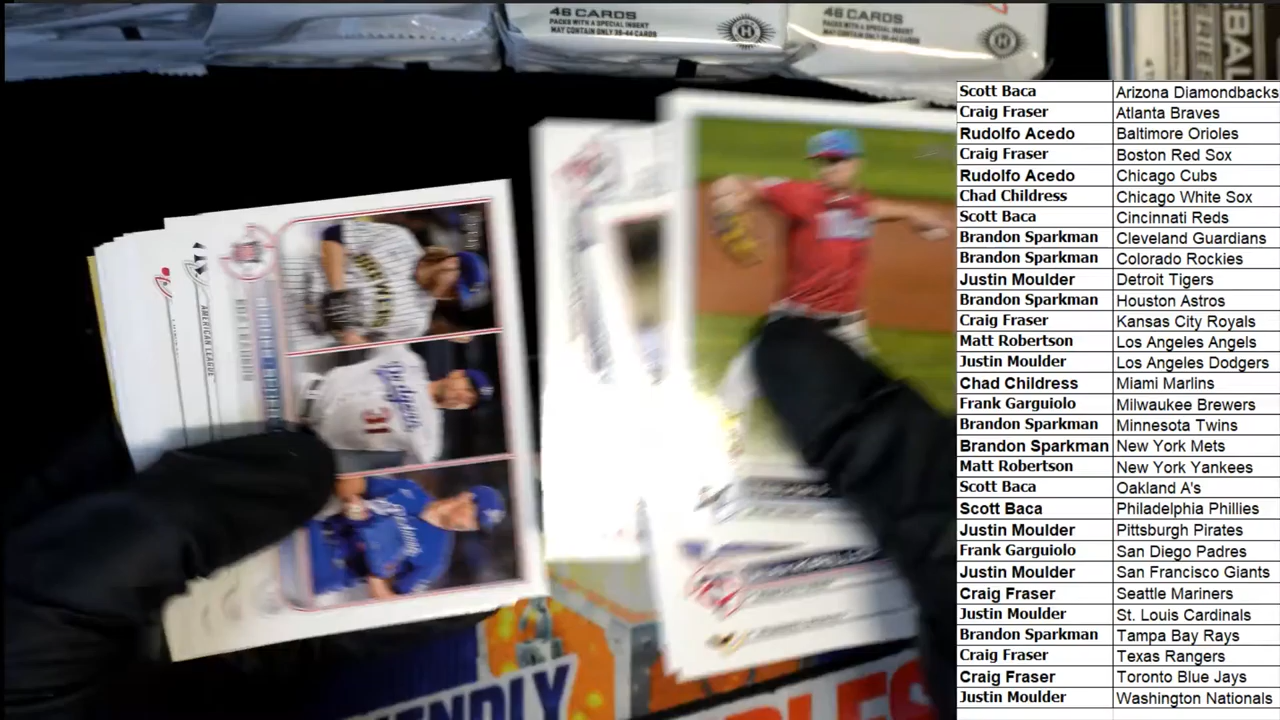 46 CARDS
PACKS WITH A SPECIAL INSERT
MAY CONTAIN ONLY 38-44 CARDS
46 CARDS
PACKS WITH A SPECIAL INSERT
MAY CONTAIN ONLY 38-44 CARDS
H
H
AMERICAN LEAGUE
31
Scott Baca Arizona Diamondbacks
Craig Fraser Atlanta Braves
Rudolfo Acedo Baltimore Orioles
Craig Fraser Boston Red Sox
Rudolfo Acedo Chicago Cubs
Chad Childress Chicago White Sox
Scott Baca Cincinnati Reds
Brandon Sparkman Cleveland Guardians
Brandon Sparkman Colorado Rockies
Justin Moulder Detroit Tigers
Brandon Sparkman Houston Astros
Craig Fraser Kansas City Royals
Matt Robertson Los Angeles Angels
Justin Moulder Los Angeles Dodgers
Chad Childress Miami Marlins
Frank Garguiolo Milwaukee Brewers
Brandon Sparkman Minnesota Twins
Brandon Sparkman New York Mets
Matt Robertson New York Yankees
Scott Baca Oakland A's
Scott Baca Philadelphia Phillies
Justin Moulder Pittsburgh Pirates
Frank Garguiolo San Diego Padres
Justin Moulder San Francisco Giants
Craig Fraser Seattle Mariners
Justin Moulder St. Louis Cardinals
Brandon Sparkman Tampa Bay Rays
Craig Fraser Texas Rangers
Craig Fraser Toronto Blue Jays
Justin Moulder Washington Nationals